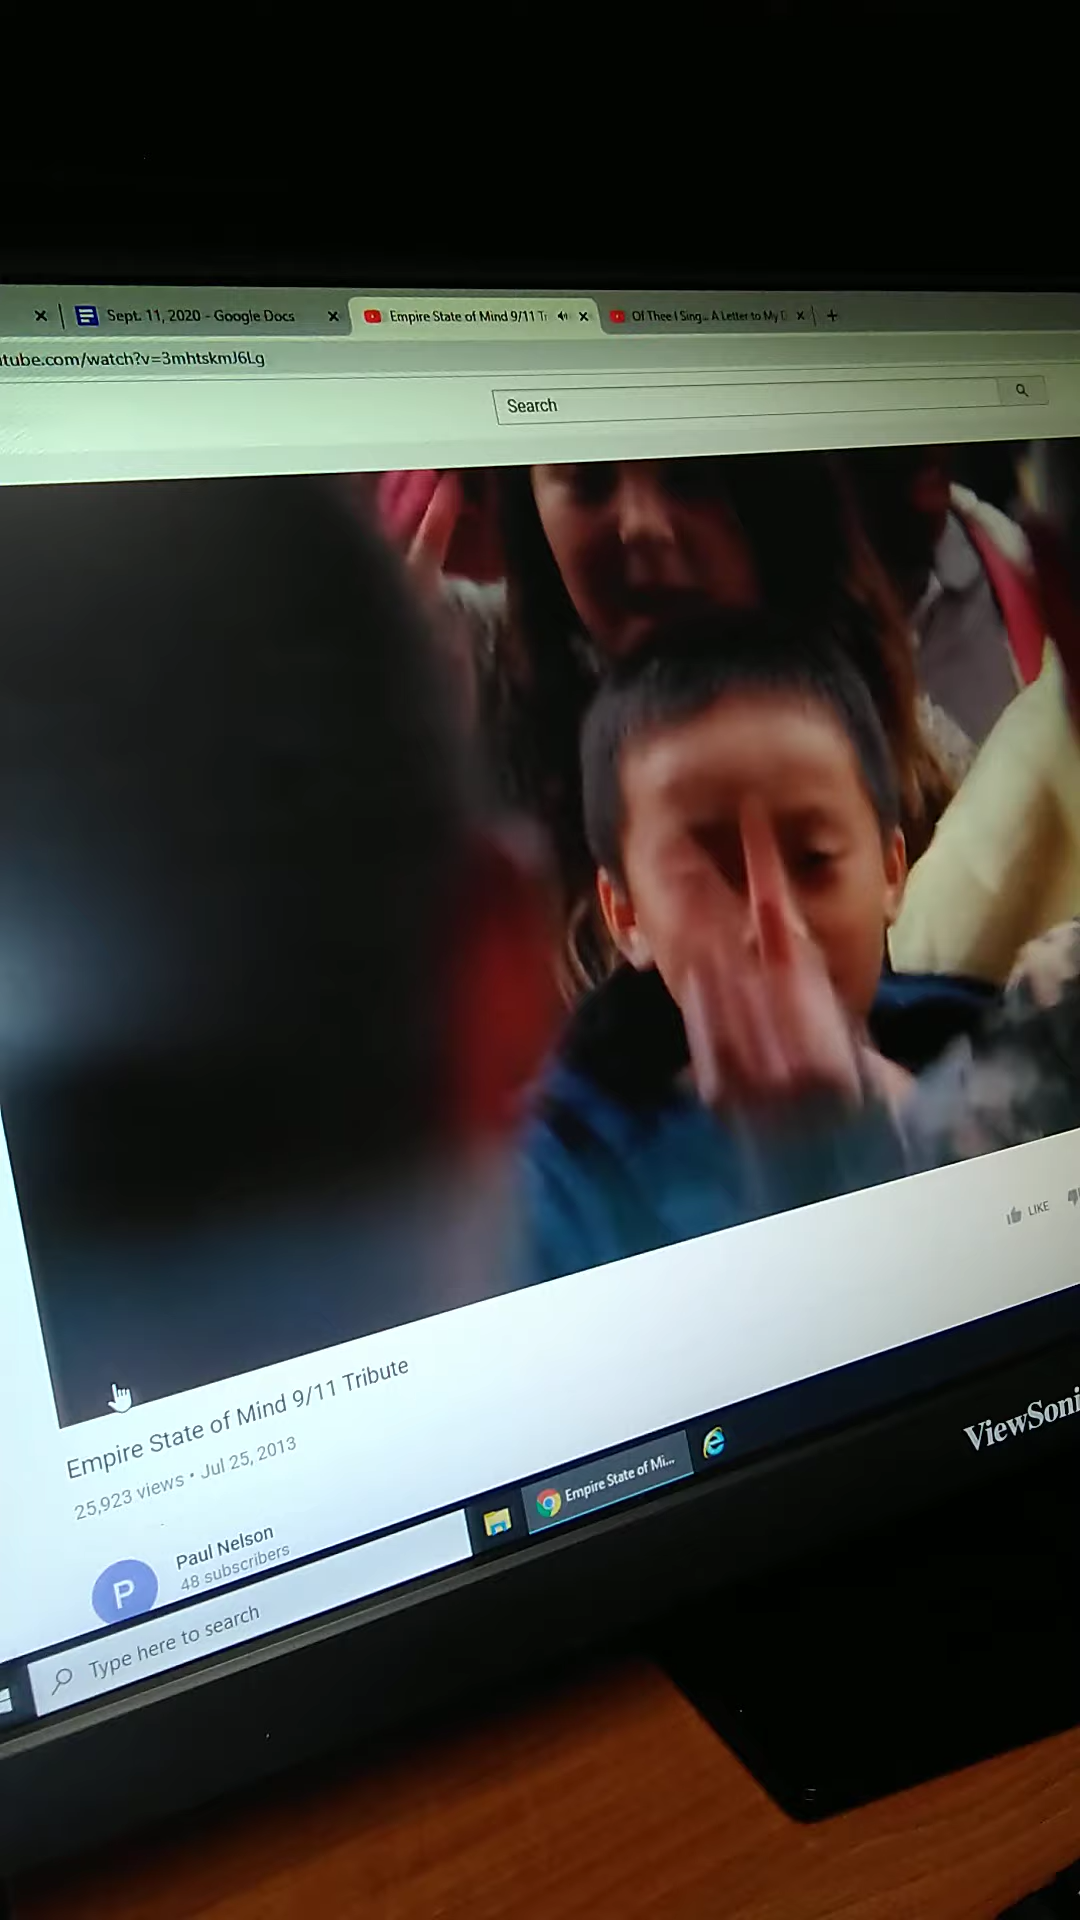 Sept. 11, 2020 - Google Docs
Empire State of Mind 9/11 Tr
Of Thee I Sing... A Letter to My D
tube.com/watch?v=3mhtskmJ6Lg
Search
LIKE
Empire State of Mind 9/11 Tribute
25,923 views • Jul 25, 2013
P
Paul Nelson
48 subscribers
Empire State of Mi...
Type here to search
ViewSoni